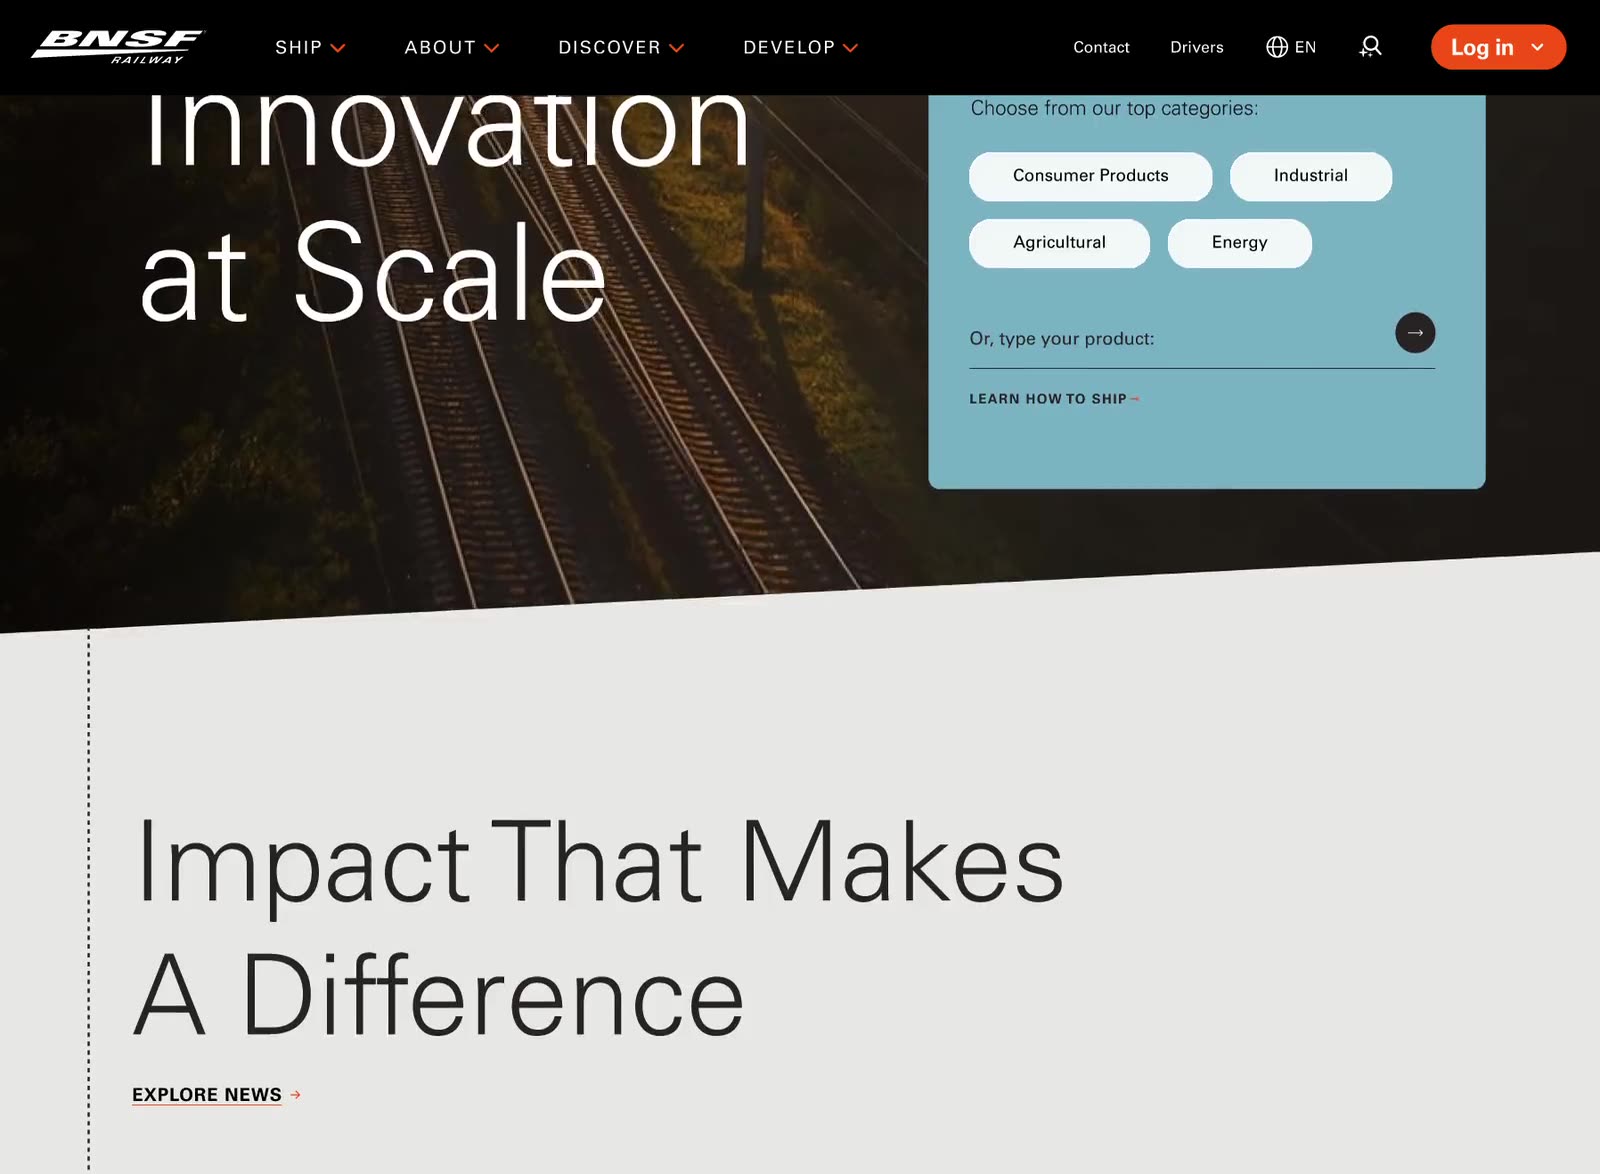 BNSF
RAILWAY
SHIP
ABOUT
DISCOVER
DEVELOP
Contact
Drivers
EN
Log in
Innovation
at Scale
Choose from our top categories:
Consumer Products
Industrial
Agricultural
Energy
Or, type your product:
LEARN HOW TO SHIP→
Impact That Makes
A Difference
EXPLORE NEWS →